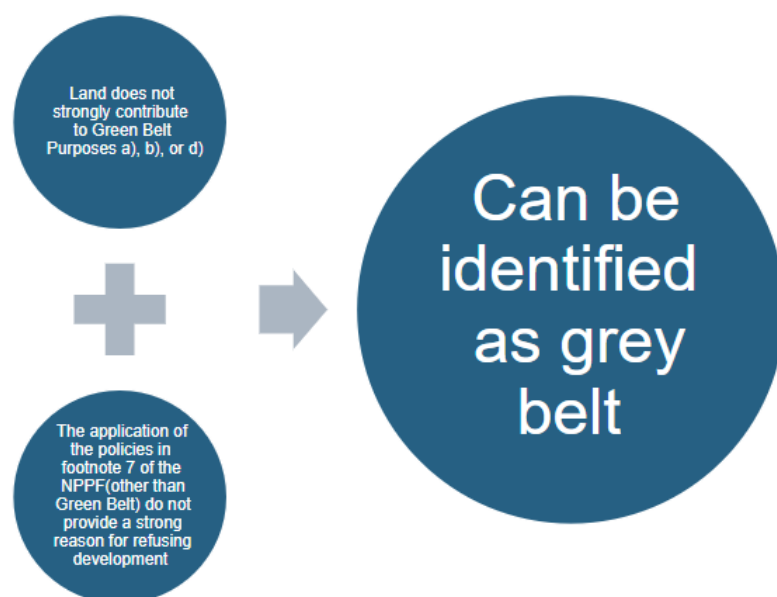 Land does not
strongly contribute
to Green Belt
Purposes a), b), or d)
The application of
the policies in
footnote 7 of the
NPPF(other than
Green Belt) do not
provide a strong
reason for refusing
development
Can be
identified
as grey
belt